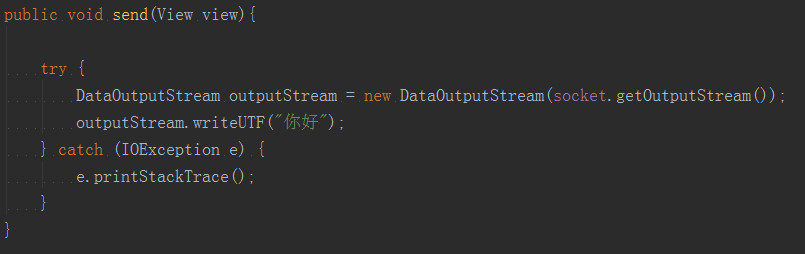 public void send(View view){
try {
DataOutputStream outputStream = new DataOutputStream(socket.getOutputStream());
outputStream.writeUTF("你好");
} catch (IOException e) {
e.printStackTrace();
}
}